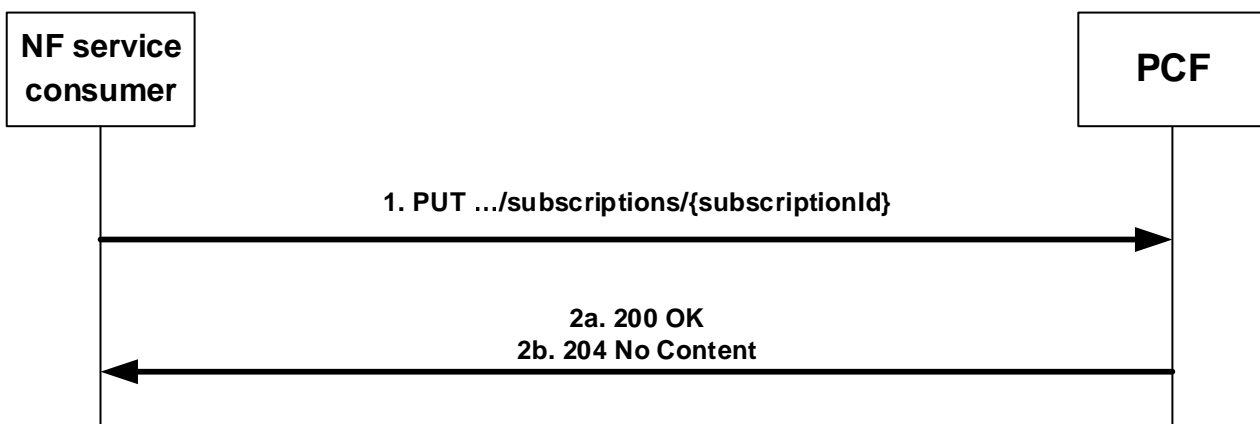 NF service
consumer
PCF
1. PUT …/subscriptions/{subscriptionId}
2a. 200 OK
2b. 204 No Content